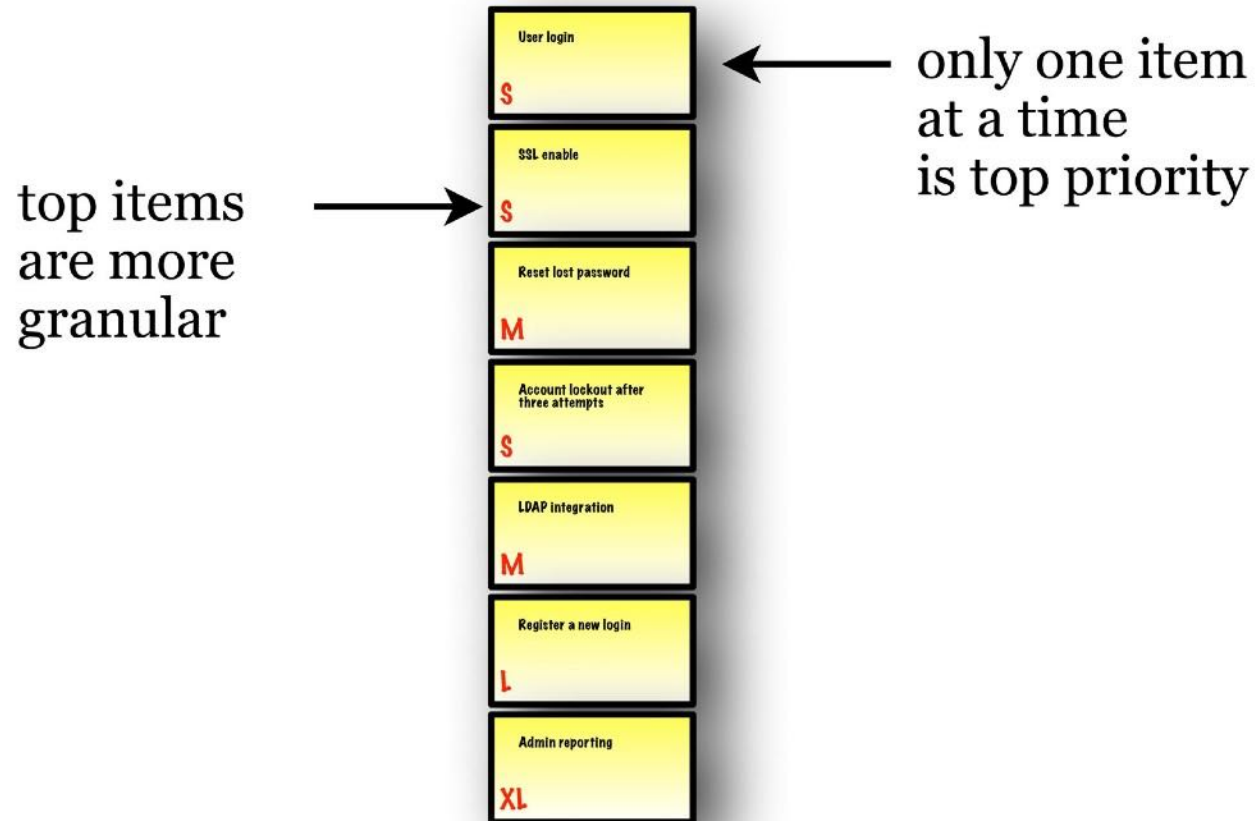 User login
S
only one item
at a time
is top priority
SSL enable
S
top items
are more
granular
Reset lost password
M
Account lockout after
three attempts
S
LDAP integration
M
Register a new login
L
Admin reporting
XL